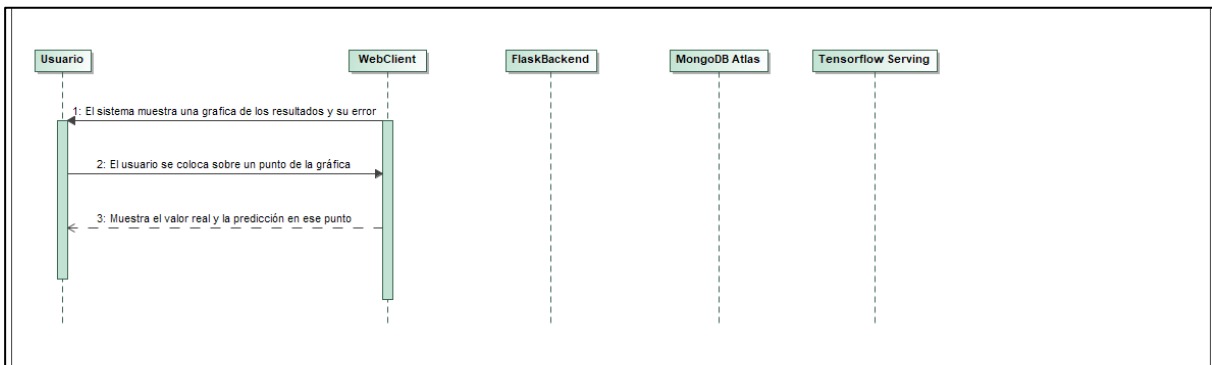 Usuario
WebClient
FlaskBackend
MongoDB Atlas
Tensorflow Serving
1: El sistema muestra una grafica de los resultados y su error
2: El usuario se coloca sobre un punto de la gráfica
3: Muestra el valor real y la predicción en ese punto